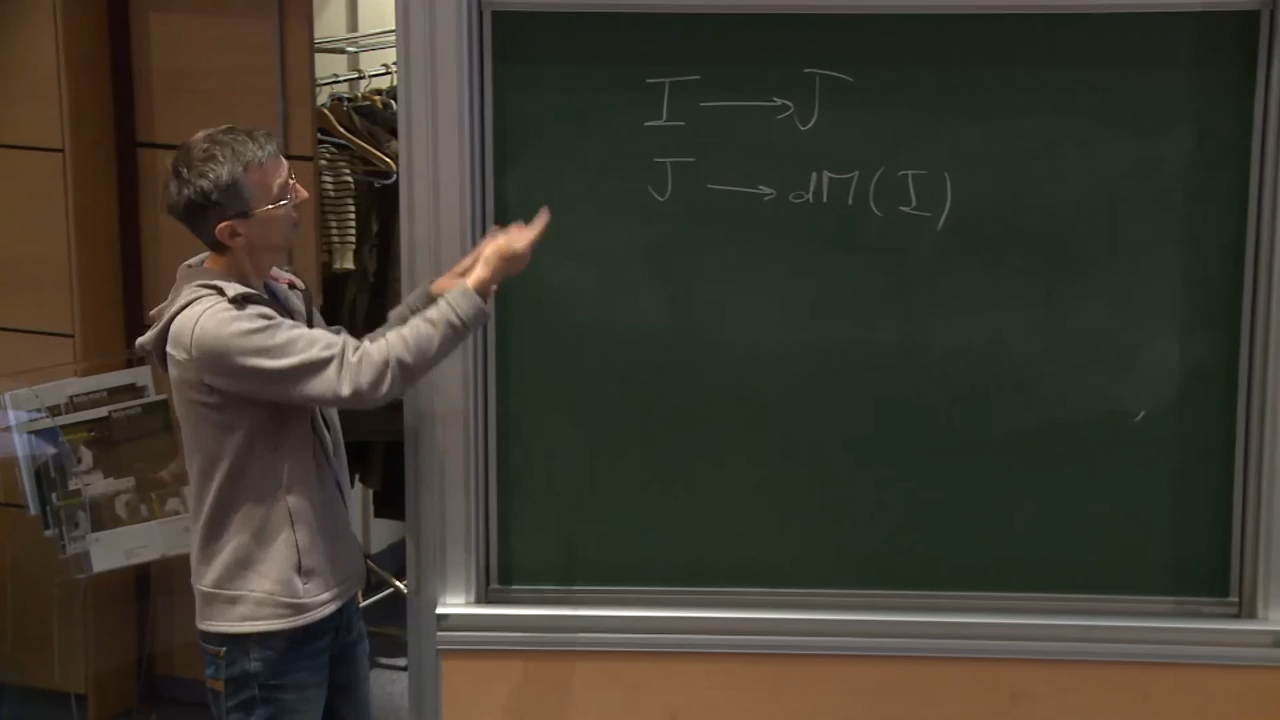 I → J
J → dM(I)